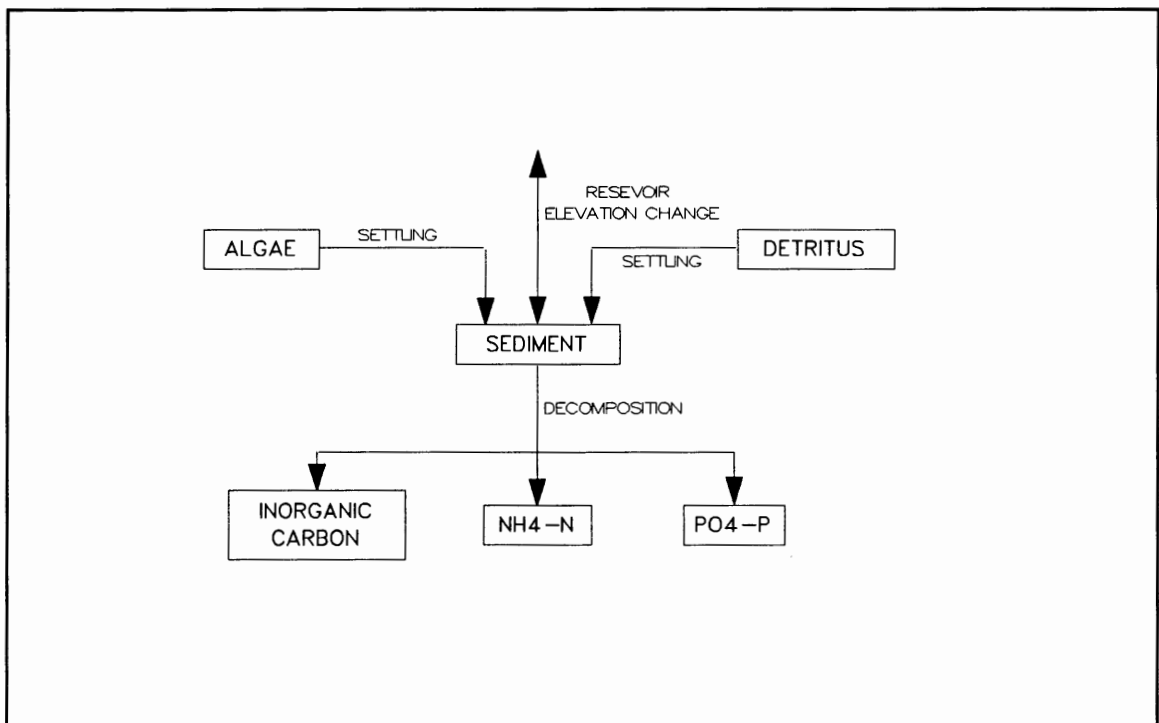 RESEVOIR
ELEVATION CHANGE
ALGAE
SETTLING
SETTLING
DETRITUS
SEDIMENT
DECOMPOSITION
INORGANIC
CARBON
NH4-N
PO4-P